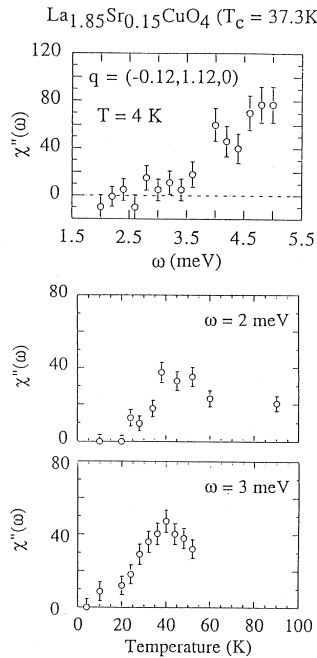 La1.85Sr0.15CuO4 (Tc = 37.3K
q = (-0.12,1.12,0)
T = 4 K
120
80
40
0
χ"(ω)
1.5 2.5 3.5 4.5 5.5
ω (meV)
80
40
0
χ"(ω)
ω = 2 meV
80
40
0
χ"(ω)
ω = 3 meV
0 20 40 60 80 100
Temperature (K)